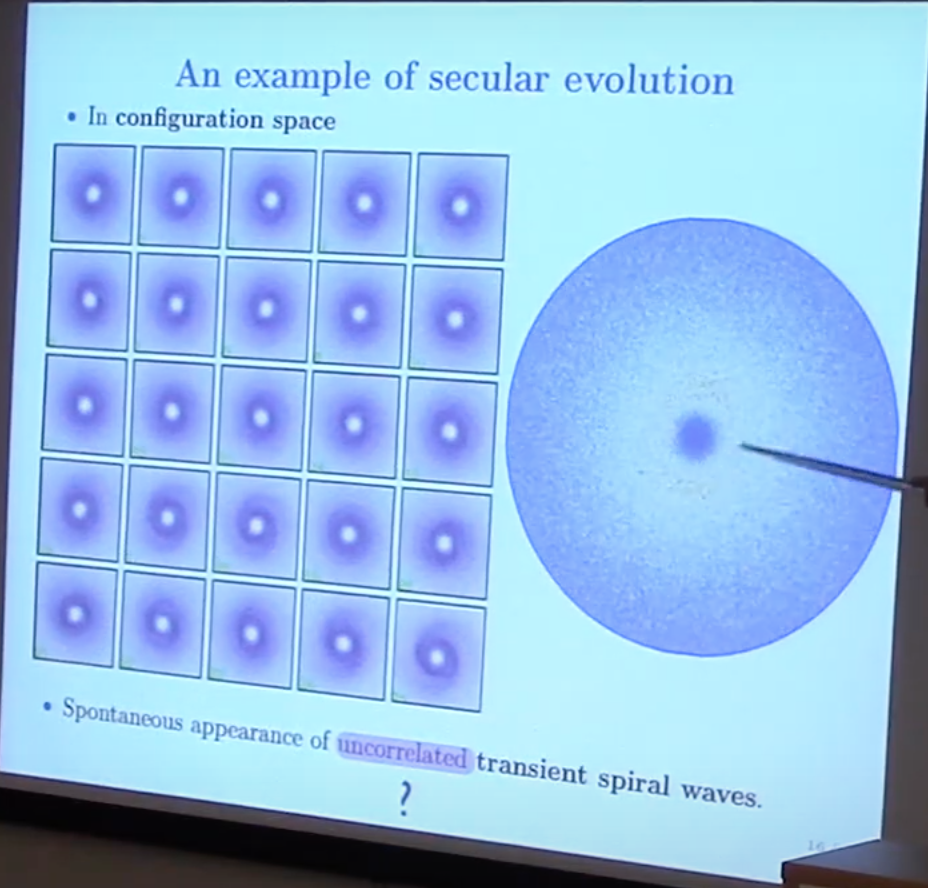 An example of secular evolution
• In configuration space
• Spontaneous appearance of uncorrelated transient spiral waves.
?
16